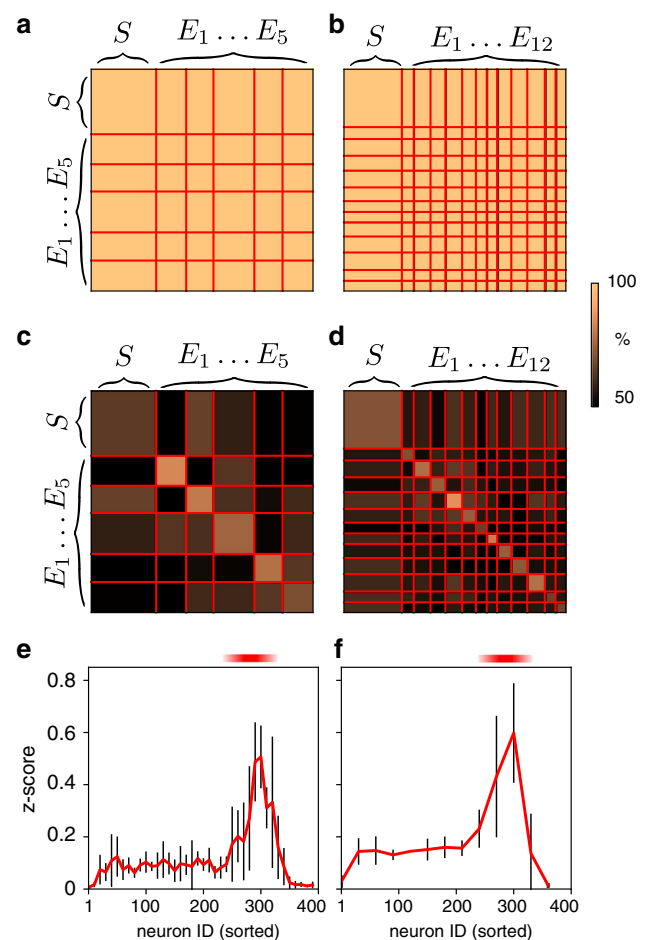 a
S
E1 ... E5
S
E1 ... E5
b
S
E1 ... E12
100
%
50
c
S
E1 ... E5
S
E1 ... E5
d
S
E1 ... E12
e
z-score
0.8
0.6
0.4
0.2
0
1
100
200
300
400
neuron ID (sorted)
f
1
100
200
300
400
neuron ID (sorted)